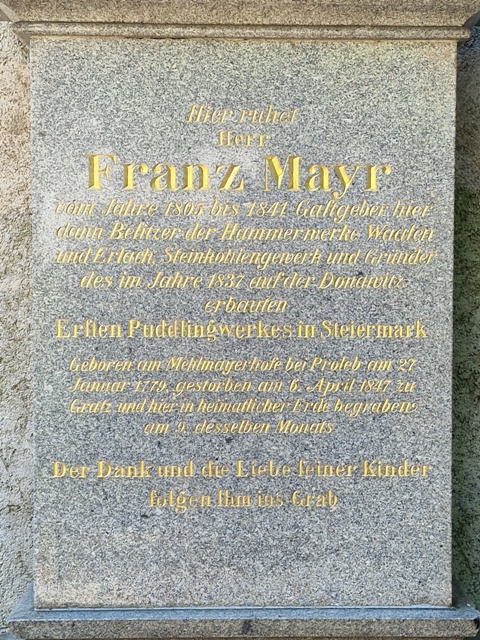 Hier ruhet
Herr
Franz Mayr
vom Jahre 1805 bis 1841 Gaſtgeber hier
dann Beſitzer der Hammerwerke Waaſen
und Erlach, Steinkohlengewerk und Gründer
des im Jahre 1837 auf der Donawitz
erbauten
Erſten Puddlingwerkes in Steiermark
Geboren am Mehlmayerhofe bei Proleb am 27
Januar 1779, geſtorben am 6. April 1847 zu
Gratz und hier in heimatlicher Erde begraben
am 9. desſelben Monats
Der Dank und die Liebe ſeiner Kinder
folgen Ihm ins Grab